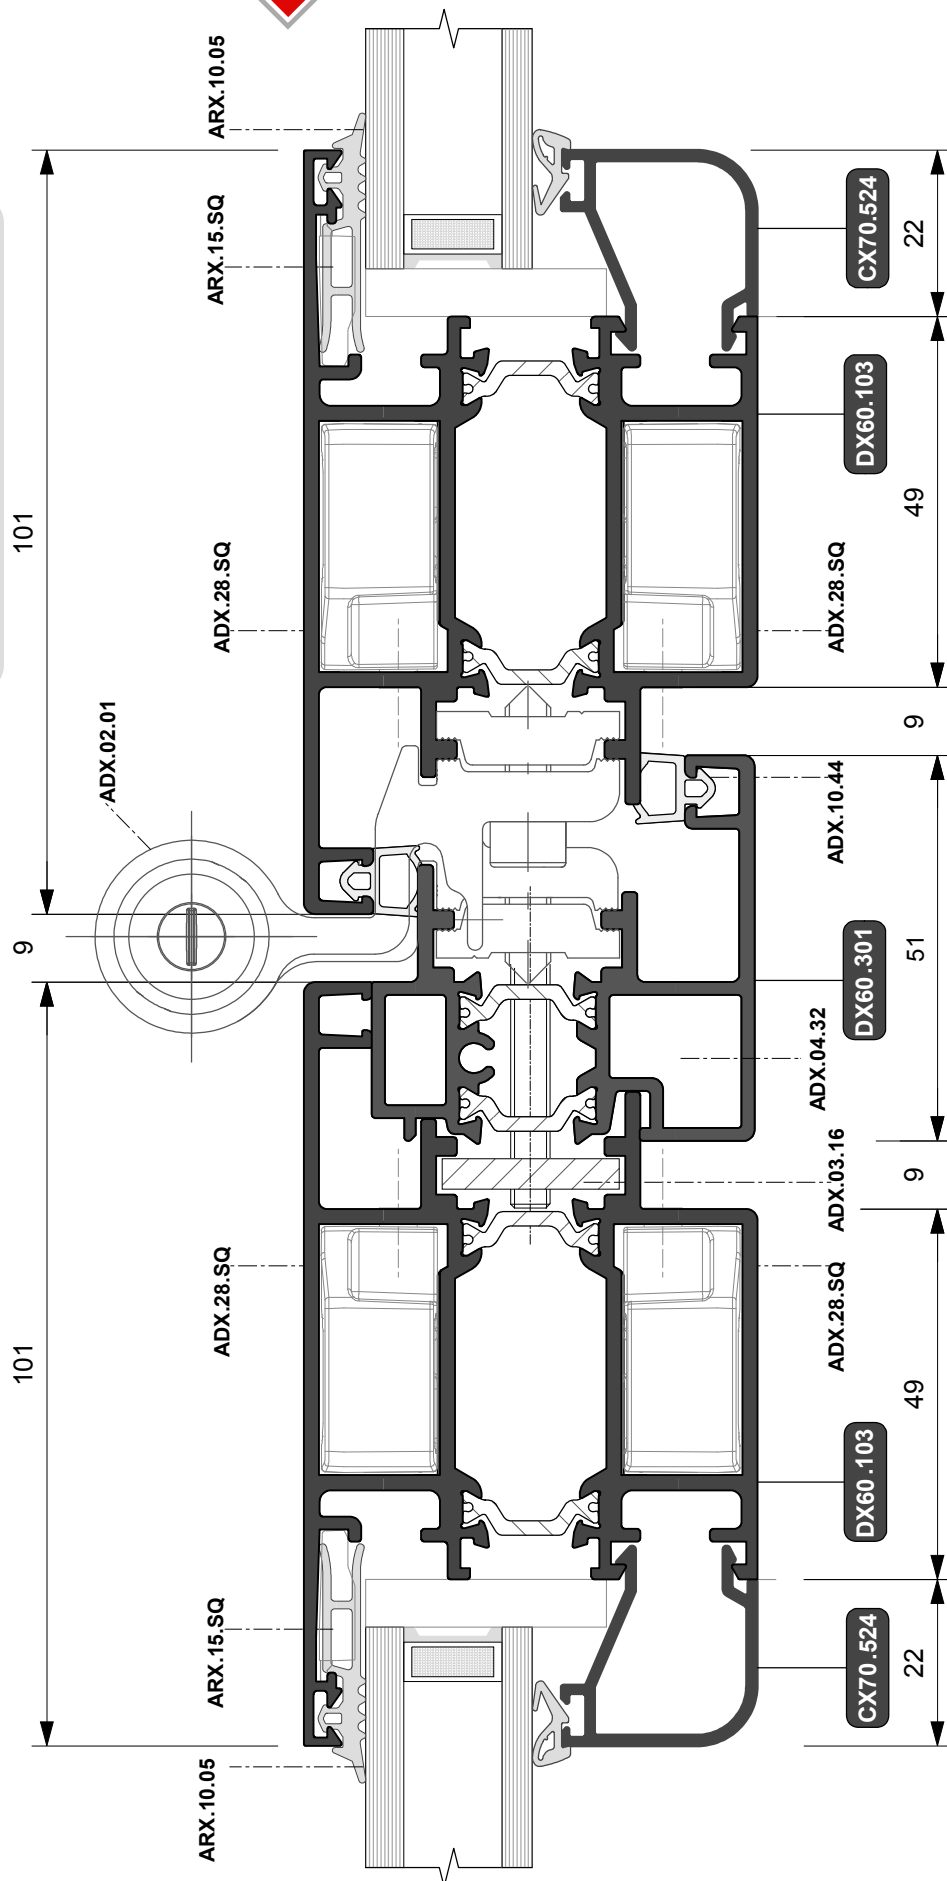 ARX.10.05
ARX.15.SQ
101
ADX.28.SQ
ADX.02.01
9
101
ADX.28.SQ
ARX.15.SQ
ARX.10.05
CX70.524
22
DX60.103
49
ADX.28.SQ
9
ADX.10.44
DX60.301
51
ADX.04.32
ADX.03.16
9
ADX.28.SQ
49
DX60.103
CX70.524
22